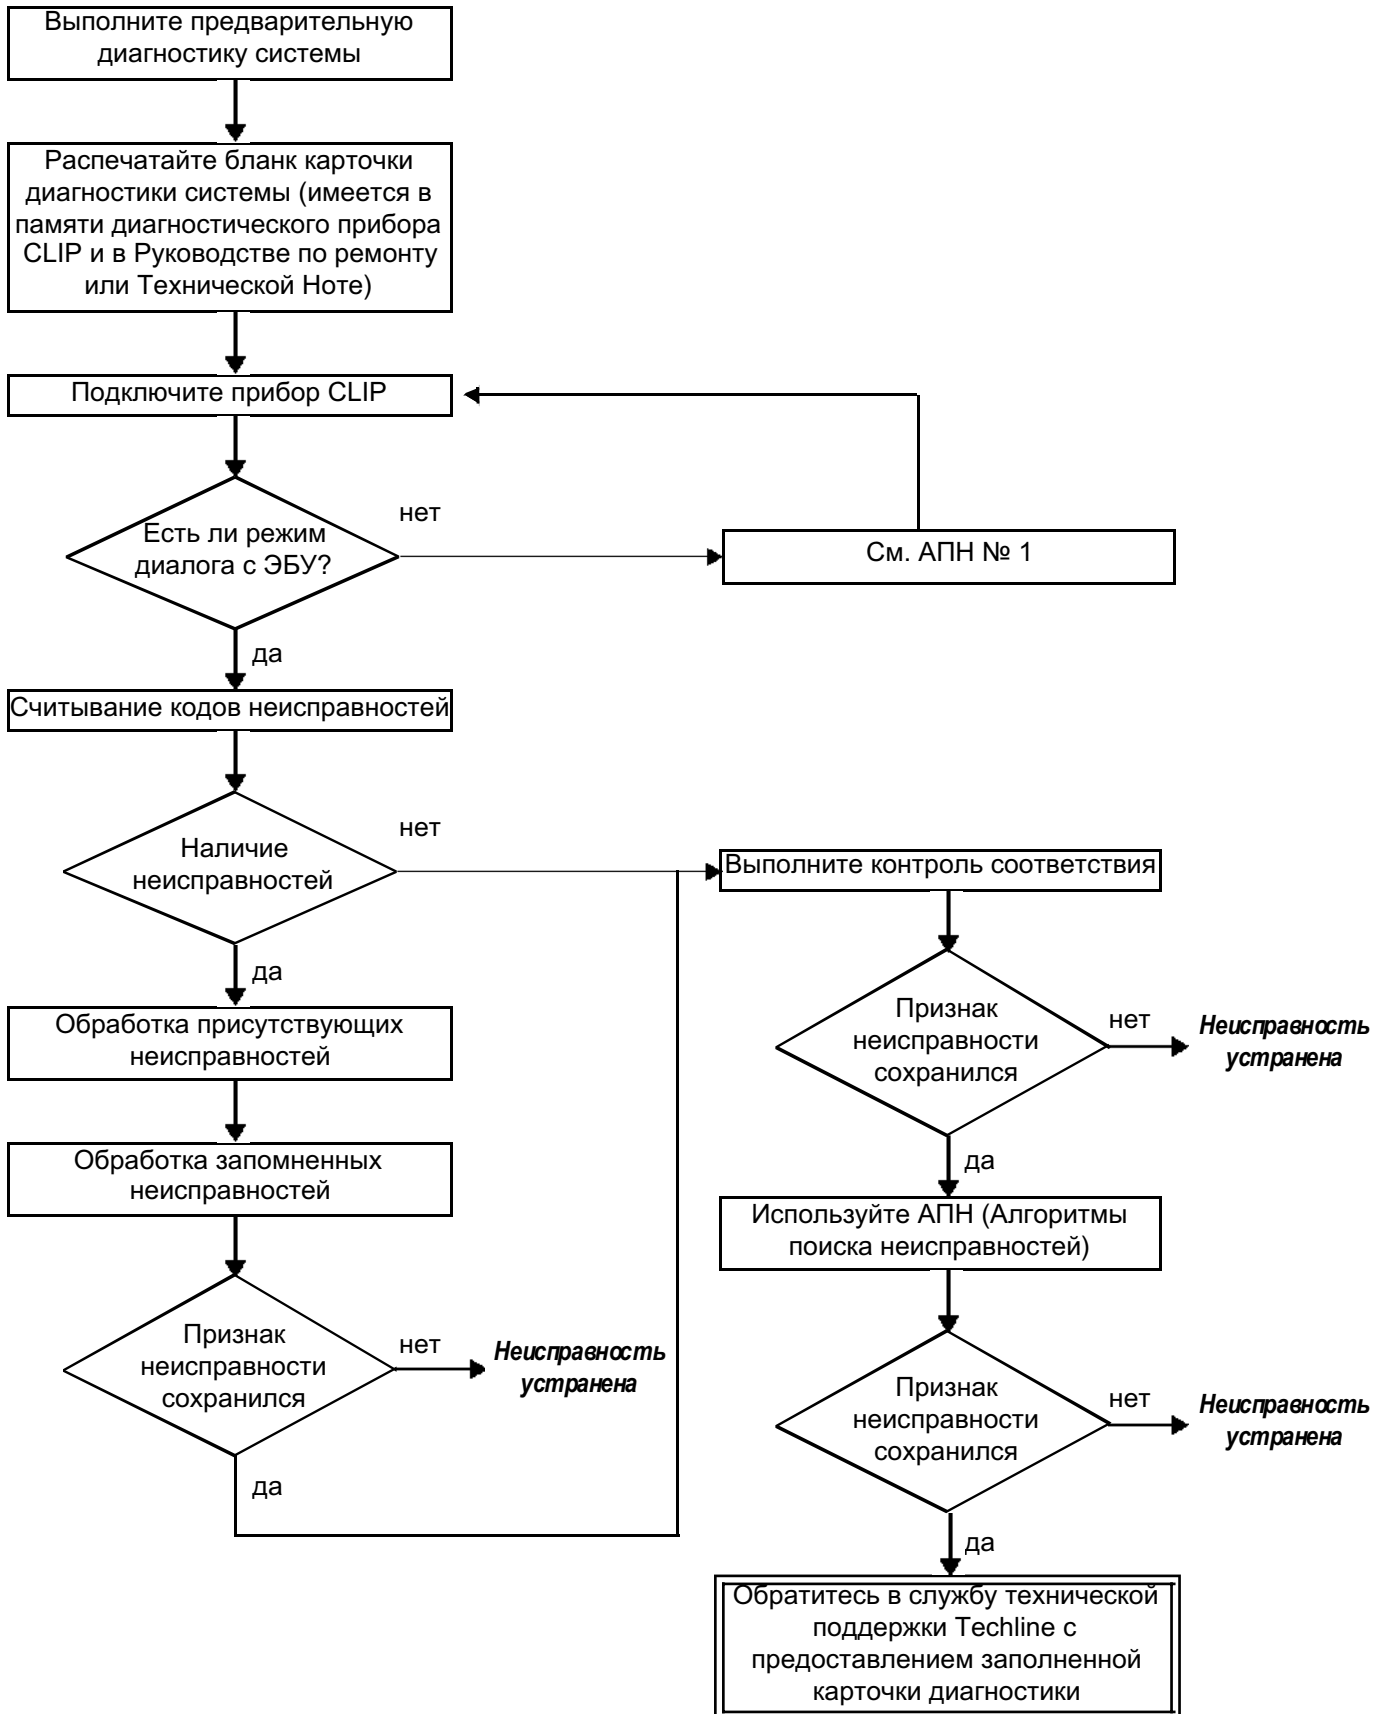 Выполните предварительную
диагностику системы
Распечатайте бланк карточки
диагностики системы (имеется в
памяти диагностического прибора
CLIP и в Руководстве по ремонту
или Технической Ноте)
Подключите прибор CLIP
Есть ли режим
диалога с ЭБУ?
нет
См. АПН № 1
да
Считывание кодов неисправностей
Наличие
неисправностей
нет
да
Обработка присутствующих
неисправностей
Обработка запомненных
неисправностей
Признак
неисправности
сохранился
нет
Неисправность
устранена
да
Выполните контроль соответствия
Признак
неисправности
сохранился
нет
Неисправность
устранена
да
Используйте АПН (Алгоритмы
поиска неисправностей)
Признак
неисправности
сохранился
нет
Неисправность
устранена
да
Обратитесь в службу технической
поддержки Techline с
предоставлением заполненной
карточки диагностики